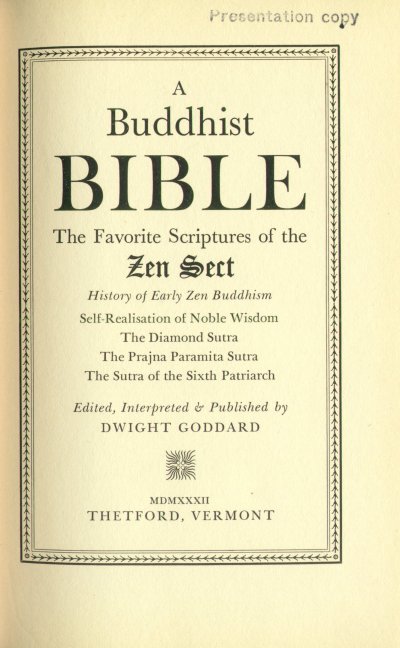 Presentation copy
A
Buddhist
BIBLE
The Favorite Scriptures of the
Zen Sect
History of Early Zen Buddhism
Self-Realisation of Noble Wisdom
The Diamond Sutra
The Prajna Paramita Sutra
The Sutra of the Sixth Patriarch
Edited, Interpreted & Published by
DWIGHT GODDARD
MDMXXXII
THETFORD, VERMONT